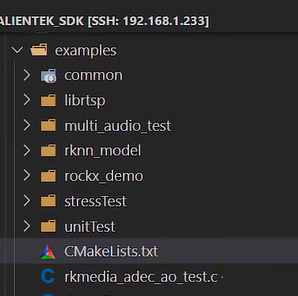 ALIENTEK_SDK [SSH: 192.168.1.233]
examples
common
librtsp
multi_audio_test
rknn_model
rockx_demo
stressTest
unitTest
CMakeLists.txt
rkmedia_adec_ao_test.c